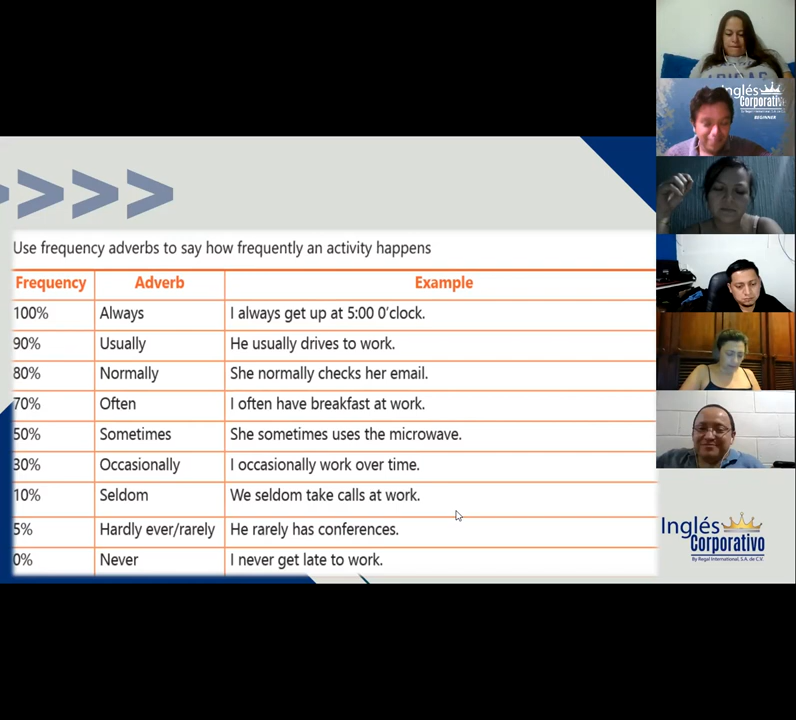 Use frequency adverbs to say how frequently an activity happens
Frequency Adverb Example
100% Always I always get up at 5:00 0'clock.
90% Usually He usually drives to work.
80% Normally She normally checks her email.
70% Often I often have breakfast at work.
50% Sometimes She sometimes uses the microwave.
30% Occasionally I occasionally work over time.
10% Seldom We seldom take calls at work.
5% Hardly ever/rarely He rarely has conferences.
0% Never I never get late to work.
Inglés
Corporativo
BEGINNER
Inglés
Corporativo
By Regal International, S.A. de C.V.